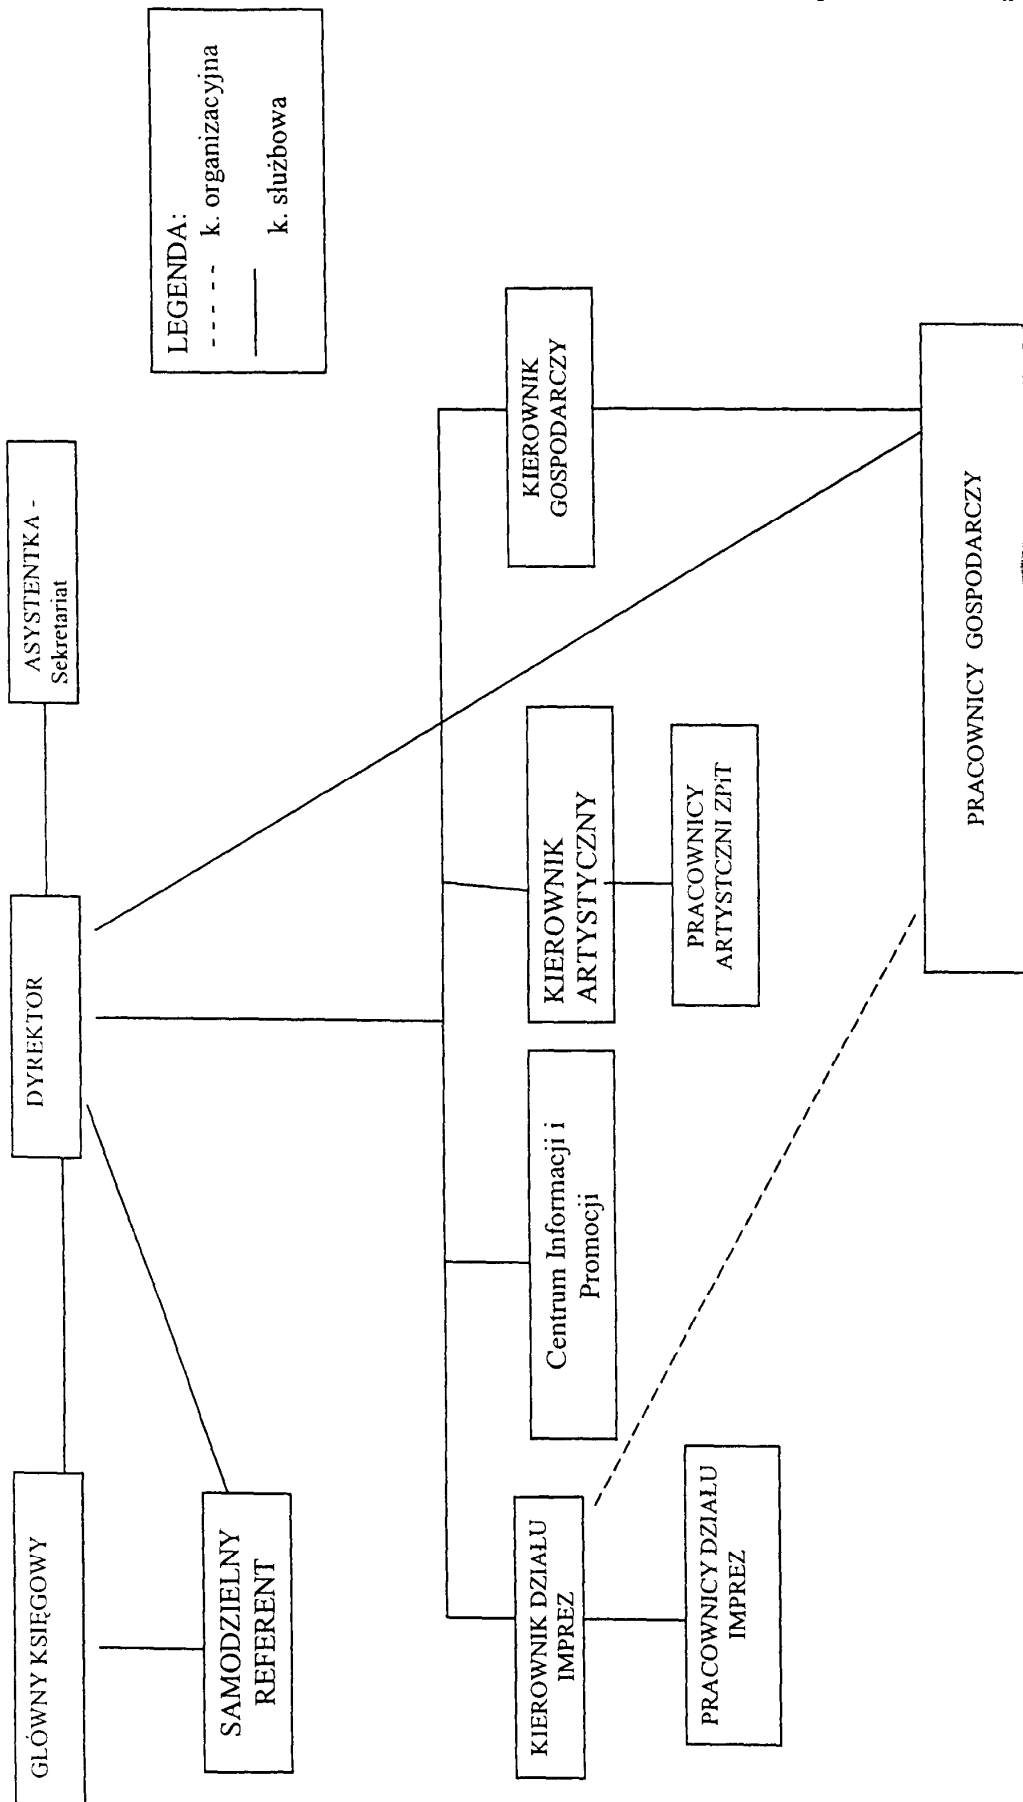 GŁÓWNY KSIĘGOWY
DYREKTOR
ASYSTENTKA -
Sekretariat
SAMODZIELNY
REFERENT
LEGENDA:
- - - - - k. organizacyjna
k. służbowa
KIEROWNIK DZIAŁU
IMPREZ
Centrum Informacji i
Promocji
KIEROWNIK
ARTYSTYCZNY
KIEROWNIK
GOSPODARCZY
PRACOWNICY DZIAŁU
IMPREZ
PRACOWNICY
ARTYSTCZNI ZPiT
PRACOWNICY GOSPODARCZY